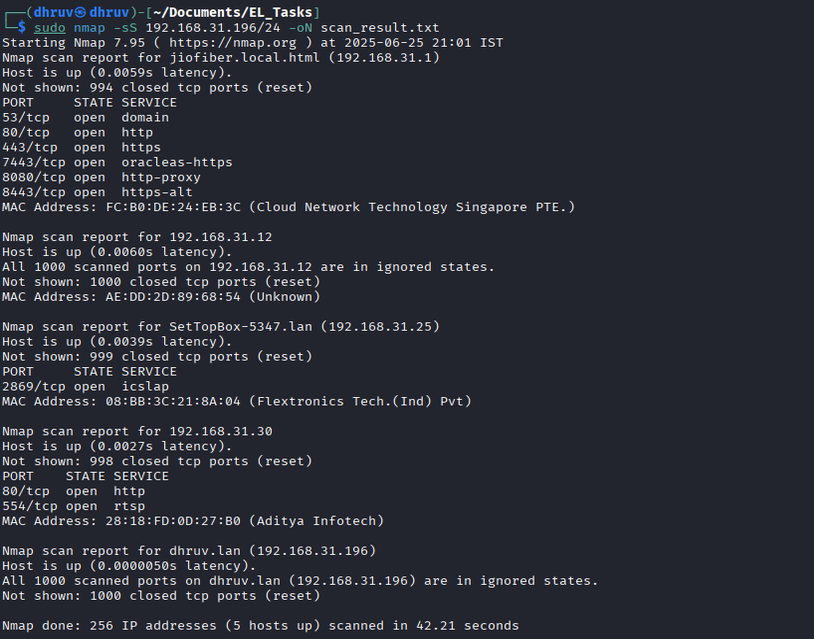 ┌──(dhruv㉿dhruv)-[~/Documents/EL_Tasks]
└─$ sudo nmap -sS 192.168.31.196/24 -oN scan_result.txt
Starting Nmap 7.95 ( https://nmap.org ) at 2025-06-25 21:01 IST
Nmap scan report for jiofiber.local.html (192.168.31.1)
Host is up (0.0059s latency).
Not shown: 994 closed tcp ports (reset)
PORT     STATE SERVICE
53/tcp   open  domain
80/tcp   open  http
443/tcp  open  https
7443/tcp open  oracleas-https
8080/tcp open  http-proxy
8443/tcp open  https-alt
MAC Address: FC:B0:DE:24:EB:3C (Cloud Network Technology Singapore PTE.)

Nmap scan report for 192.168.31.12
Host is up (0.0060s latency).
All 1000 scanned ports on 192.168.31.12 are in ignored states.
Not shown: 1000 closed tcp ports (reset)
MAC Address: AE:DD:2D:89:68:54 (Unknown)

Nmap scan report for SetTopBox-5347.lan (192.168.31.25)
Host is up (0.0039s latency).
Not shown: 999 closed tcp ports (reset)
PORT     STATE SERVICE
2869/tcp open  icslap
MAC Address: 08:BB:3C:21:8A:04 (Flextronics Tech.(Ind) Pvt)

Nmap scan report for 192.168.31.30
Host is up (0.0027s latency).
Not shown: 998 closed tcp ports (reset)
PORT    STATE SERVICE
80/tcp  open  http
554/tcp open  rtsp
MAC Address: 28:18:FD:0D:27:B0 (Aditya Infotech)

Nmap scan report for dhruv.lan (192.168.31.196)
Host is up (0.0000050s latency).
All 1000 scanned ports on dhruv.lan (192.168.31.196) are in ignored states.
Not shown: 1000 closed tcp ports (reset)

Nmap done: 256 IP addresses (5 hosts up) scanned in 42.21 seconds